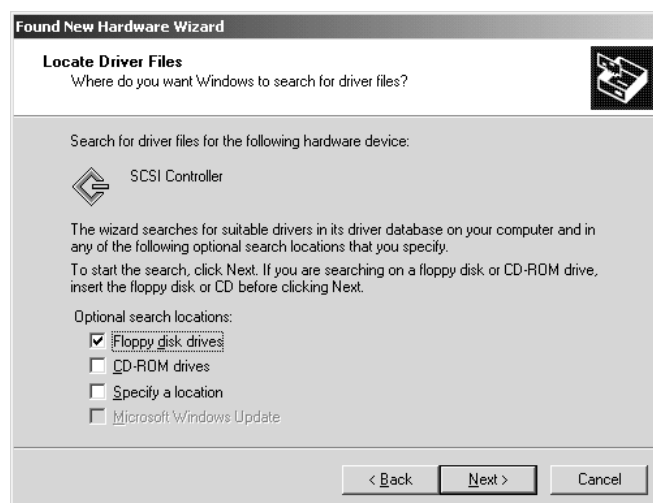 Found New Hardware Wizard
Locate Driver Files
Where do you want Windows to search for driver files?
Search for driver files for the following hardware device:
SCSI Controller
The wizard searches for suitable drivers in its driver database on your computer and in
any of the following optional search locations that you specify.
To start the search, click Next. If you are searching on a floppy disk or CD-ROM drive,
insert the floppy disk or CD before clicking Next.
Optional search locations:
Floppy disk drives
CD-ROM drives
Specify a location
Microsoft Windows Update
< Back Next > Cancel